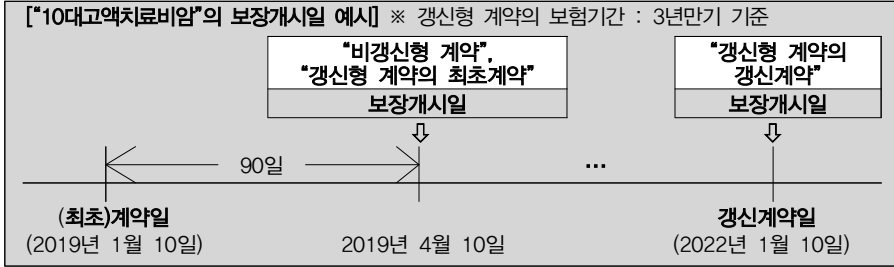 ["10대고액치료비암"의 보장개시일 예시] ※ 갱신형 계약의 보험기간 : 3년만기 기준
"비갱신형 계약",
"갱신형 계약의 최초계약"
보장개시일
"갱신형 계약의
갱신계약"
보장개시일
90일
...
(최초)계약일
(2019년 1월 10일)
2019년 4월 10일
갱신계약일
(2022년 1월 10일)